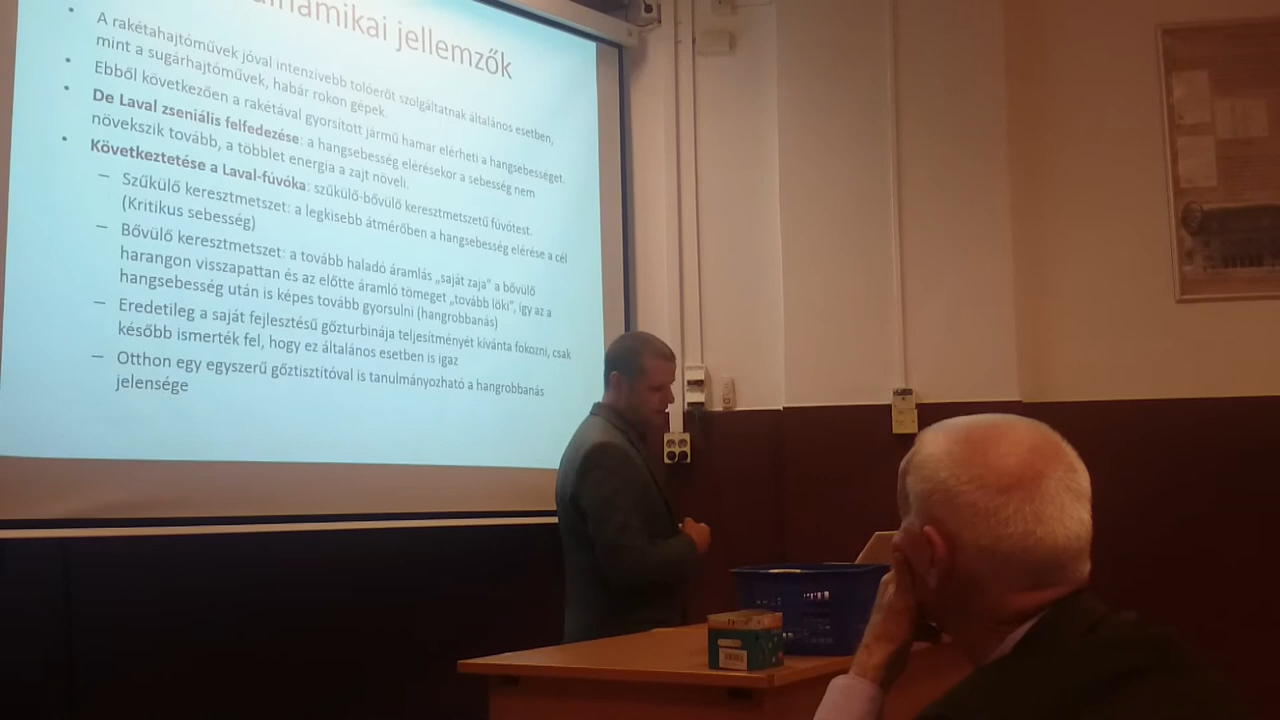 jellemzők
• A rakétahajtóművek jóval intenzívebb tolóerőt szolgáltatnak általános esetben,
mint a sugárhajtóművek, habár rokon gépek.
• Ebből következően a rakétával gyorsított jármű hamar elérheti a hangsebességet.
• De Laval zseniális felfedezése: a hangsebesség elérésekor a sebesség nem
növekszik tovább, a többlet energia a zajt növeli.
• Következtetése a Laval-fúvóka: szűkülő-bővülő keresztmetszetű fúvótest.
– Szűkülő keresztmetszet: a legkisebb átmérőben a hangsebesség elérése a cél
(Kritikus sebesség)
– Bővülő keresztmetszet: a tovább haladó áramlás „saját zaja" a bővülő
harangon visszapattan és az előtte áramló tömeget „tovább löki", így az a
hangsebesség után is képes tovább gyorsulni (hangrobbanás)
– Eredetileg a saját fejlesztésű gőzturbinája teljesítményét kívánta fokozni, csak
később ismerték fel, hogy ez általános esetben is igaz
– Otthon egy egyszerű gőztisztítóval is tanulmányozható a hangrobbanás
jelensége